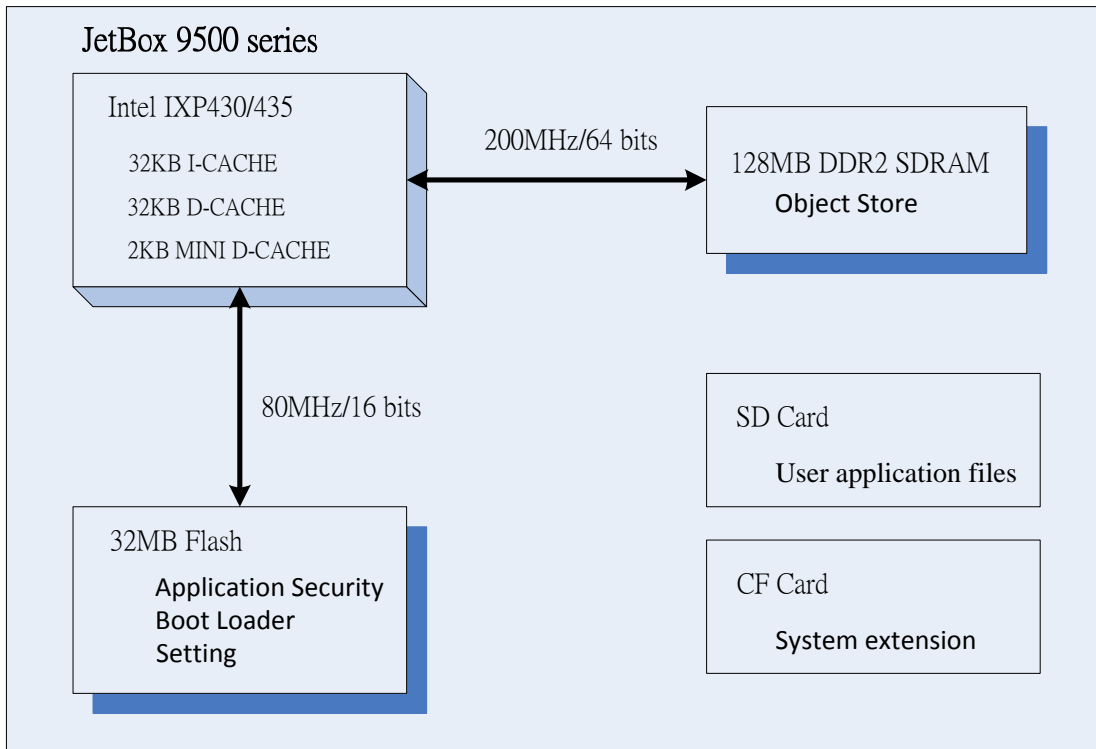 JetBox 9500 series
Intel IXP430/435
32KB I-CACHE
32KB D-CACHE
2KB MINI D-CACHE
200MHz/64 bits
128MB DDR2 SDRAM
Object Store
80MHz/16 bits
SD Card
User application files
32MB Flash
Application Security
Boot Loader
Setting
CF Card
System extension